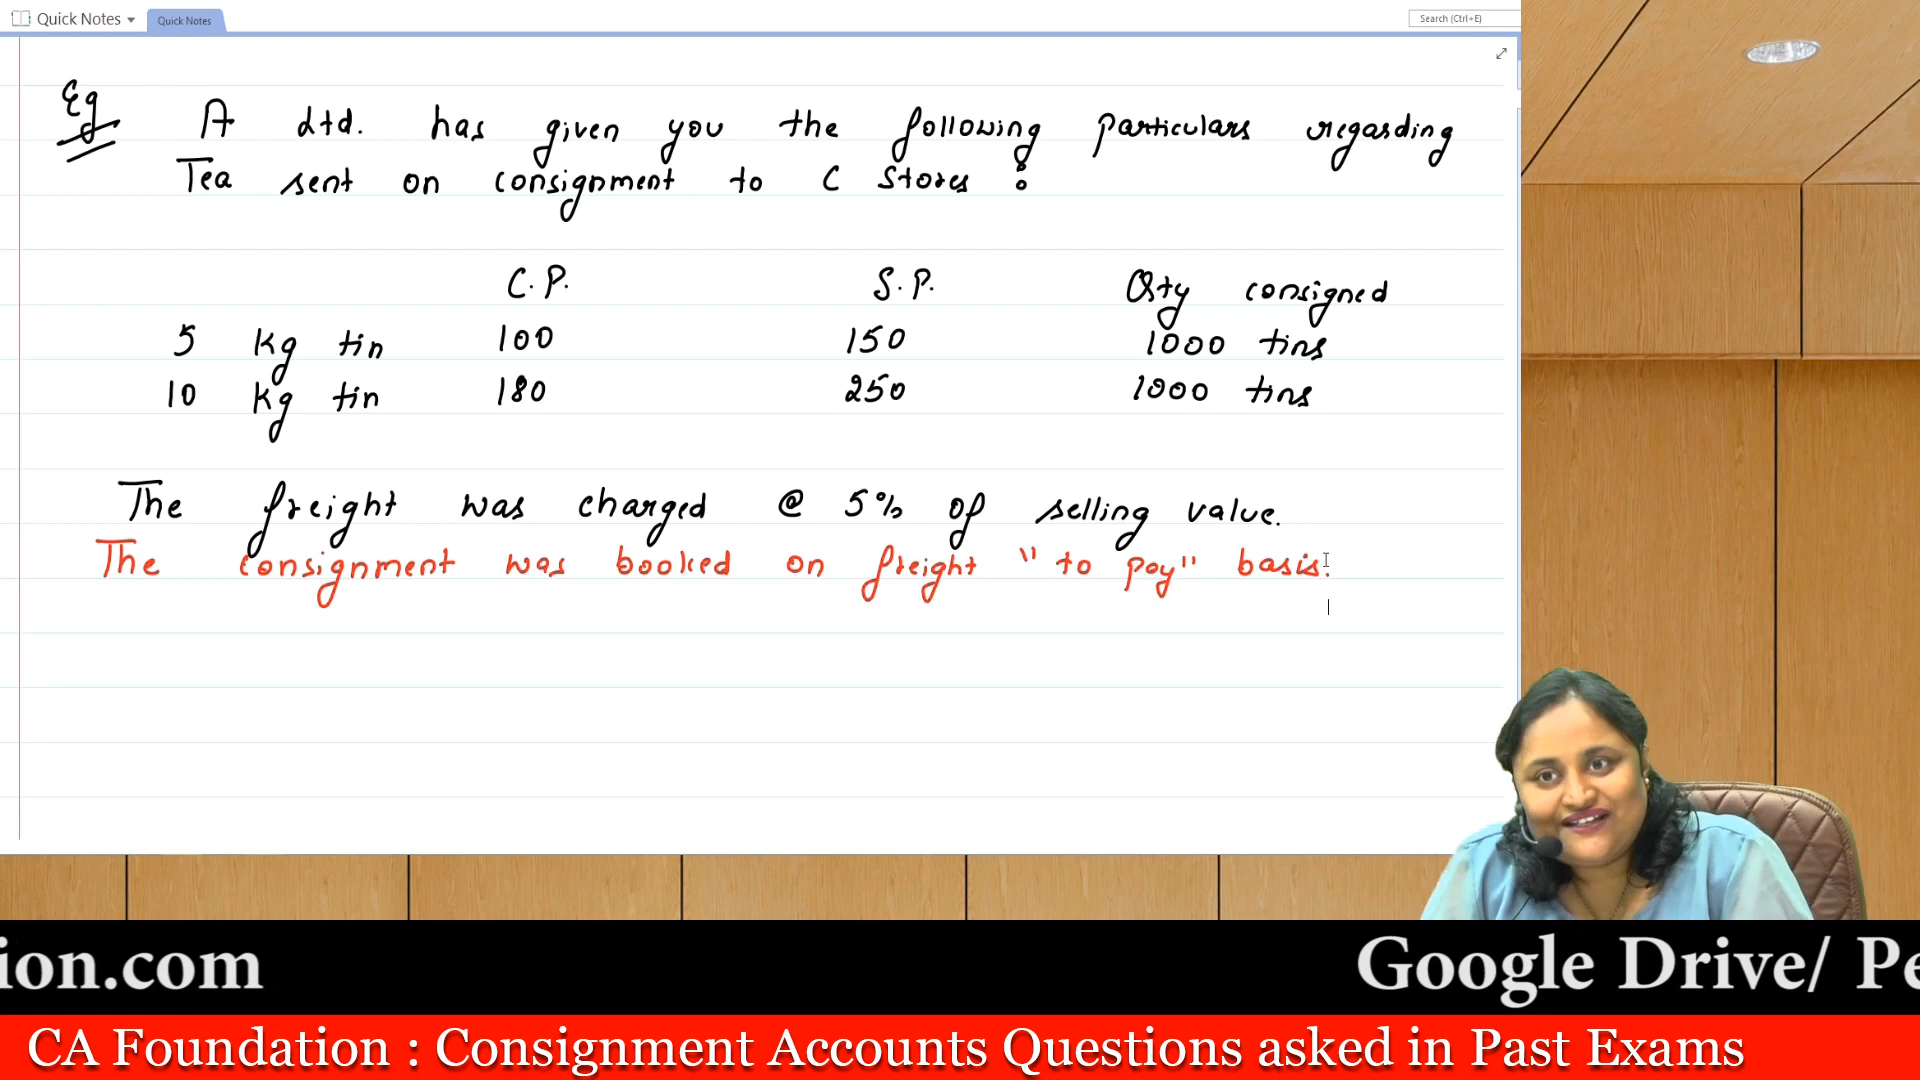 Quick Notes
Quick Notes
Search (Ctrl+E)
Eg A Ltd. has given you the following particulars regarding
Tea sent on consignment to C Stores :
C.P. S.P. Qty consigned
5 kg tin 100 150 1000 tins
10 kg tin 180 250 1000 tins
The freight was charged @ 5% of selling value.
The consignment was booked on freight "to pay" basis.
ion.com Google Drive/ Pe
CA Foundation : Consignment Accounts Questions asked in Past Exams